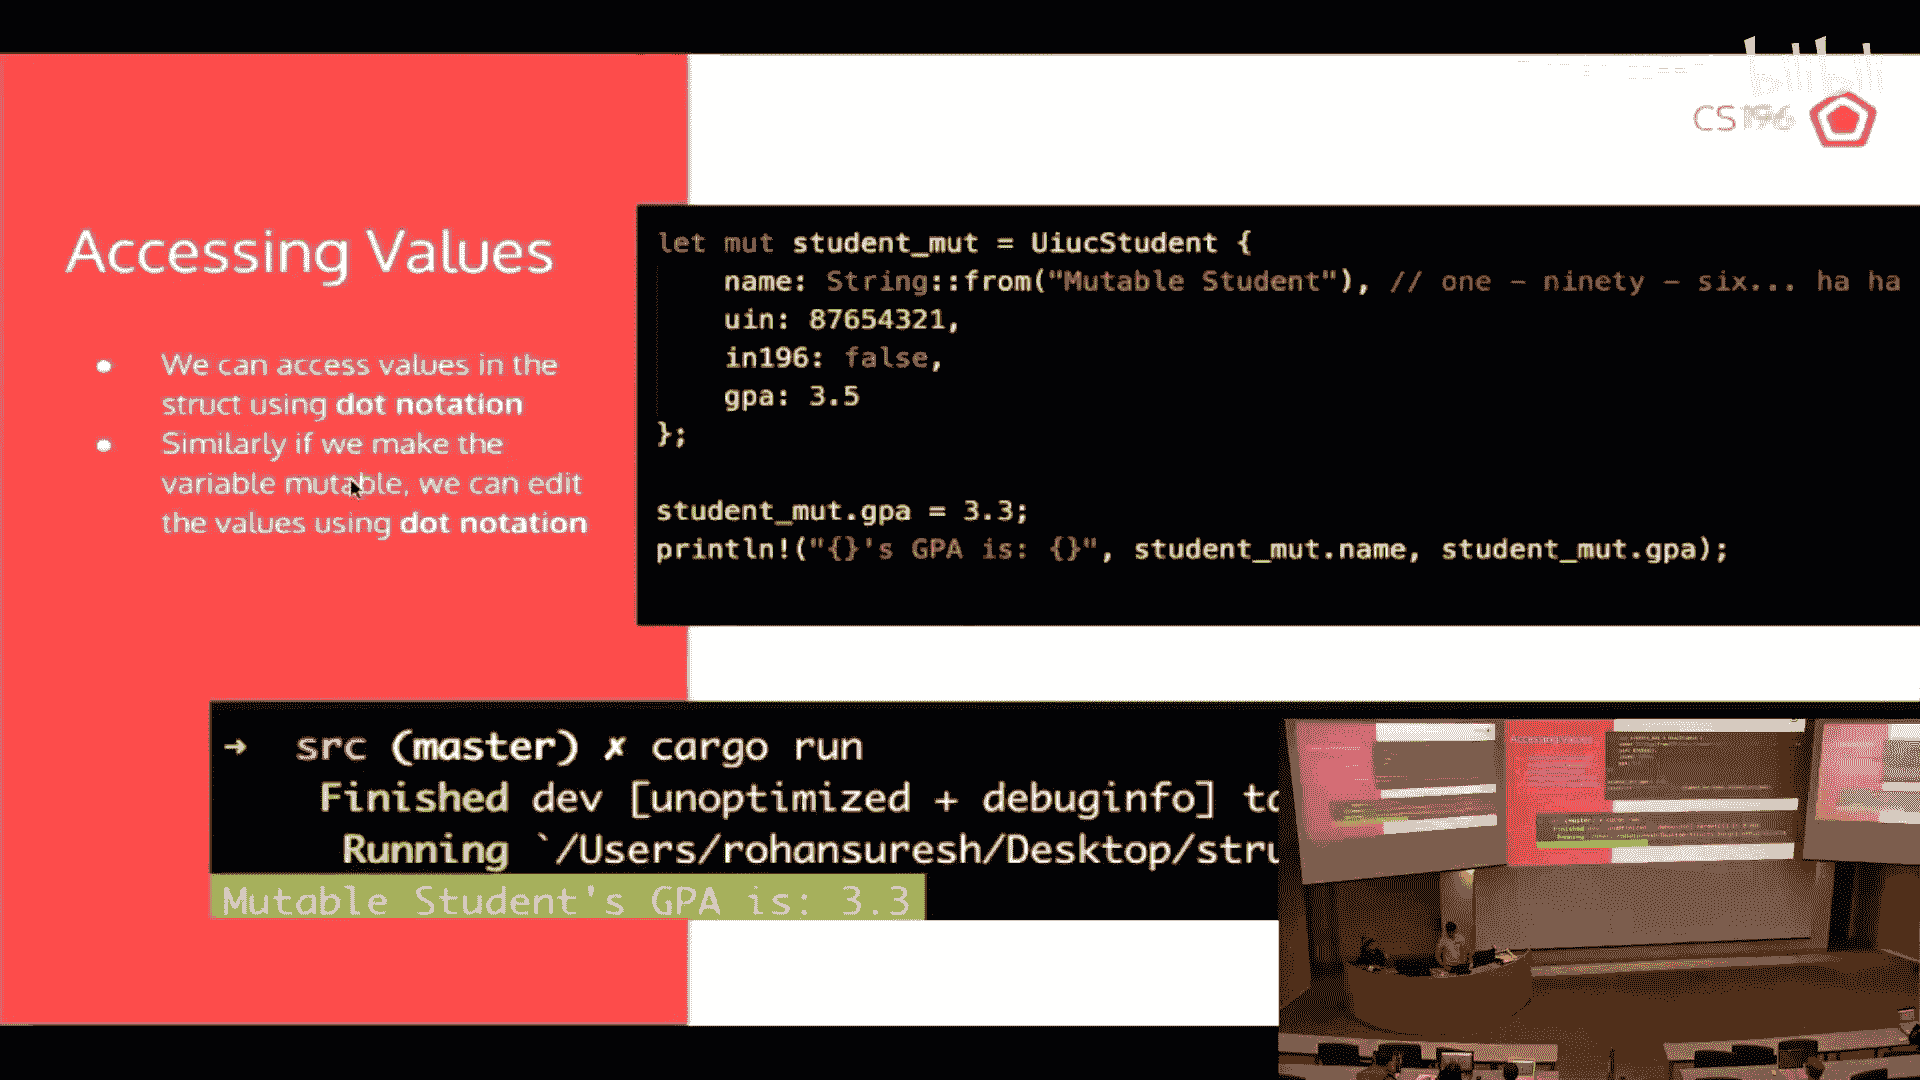 bilibili
CS196
Accessing Values
● We can access values in the
struct using dot notation
● Similarly if we make the
variable mutable, we can edit
the values using dot notation
let mut student_mut = UiucStudent {
name: String::from("Mutable Student"), // one – ninety – six... ha ha
uin: 87654321,
in196: false,
gpa: 3.5
};
student_mut.gpa = 3.3;
println!("{}'s GPA is: {}", student_mut.name, student_mut.gpa);
→ src (master) ✗ cargo run
Finished dev [unoptimized + debuginfo]
Running `/Users/rohansuresh/Desktop/stru
Mutable Student's GPA is: 3.3
Accessing Values